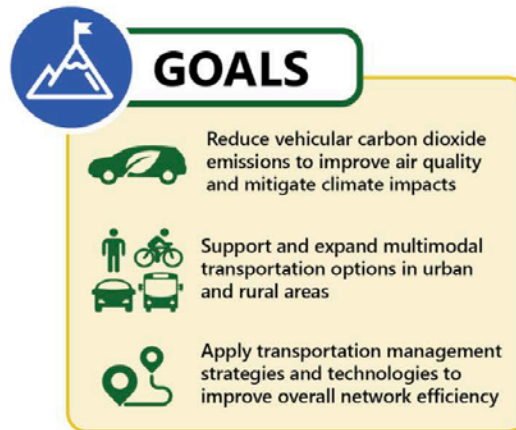 GOALS
Reduce vehicular carbon dioxide
emissions to improve air quality
and mitigate climate impacts
Support and expand multimodal
transportation options in urban
and rural areas
Apply transportation management
strategies and technologies to
improve overall network efficiency